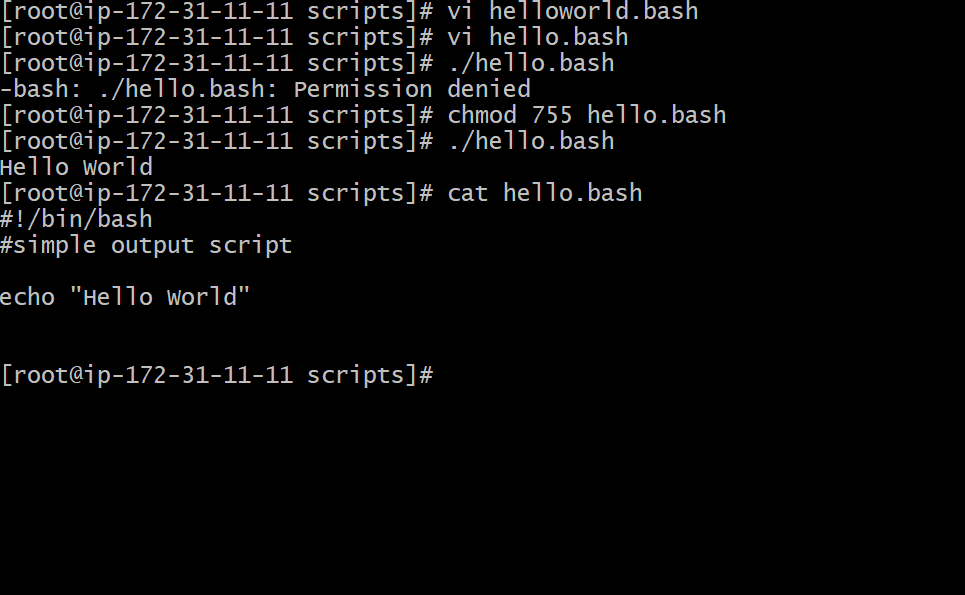 [root@ip-172-31-11-11 scripts]# vi helloworld.bash
[root@ip-172-31-11-11 scripts]# vi hello.bash
[root@ip-172-31-11-11 scripts]# ./hello.bash
-bash: ./hello.bash: Permission denied
[root@ip-172-31-11-11 scripts]# chmod 755 hello.bash
[root@ip-172-31-11-11 scripts]# ./hello.bash
Hello World
[root@ip-172-31-11-11 scripts]# cat hello.bash
#!/bin/bash
#simple output script
echo "Hello World"
[root@ip-172-31-11-11 scripts]#